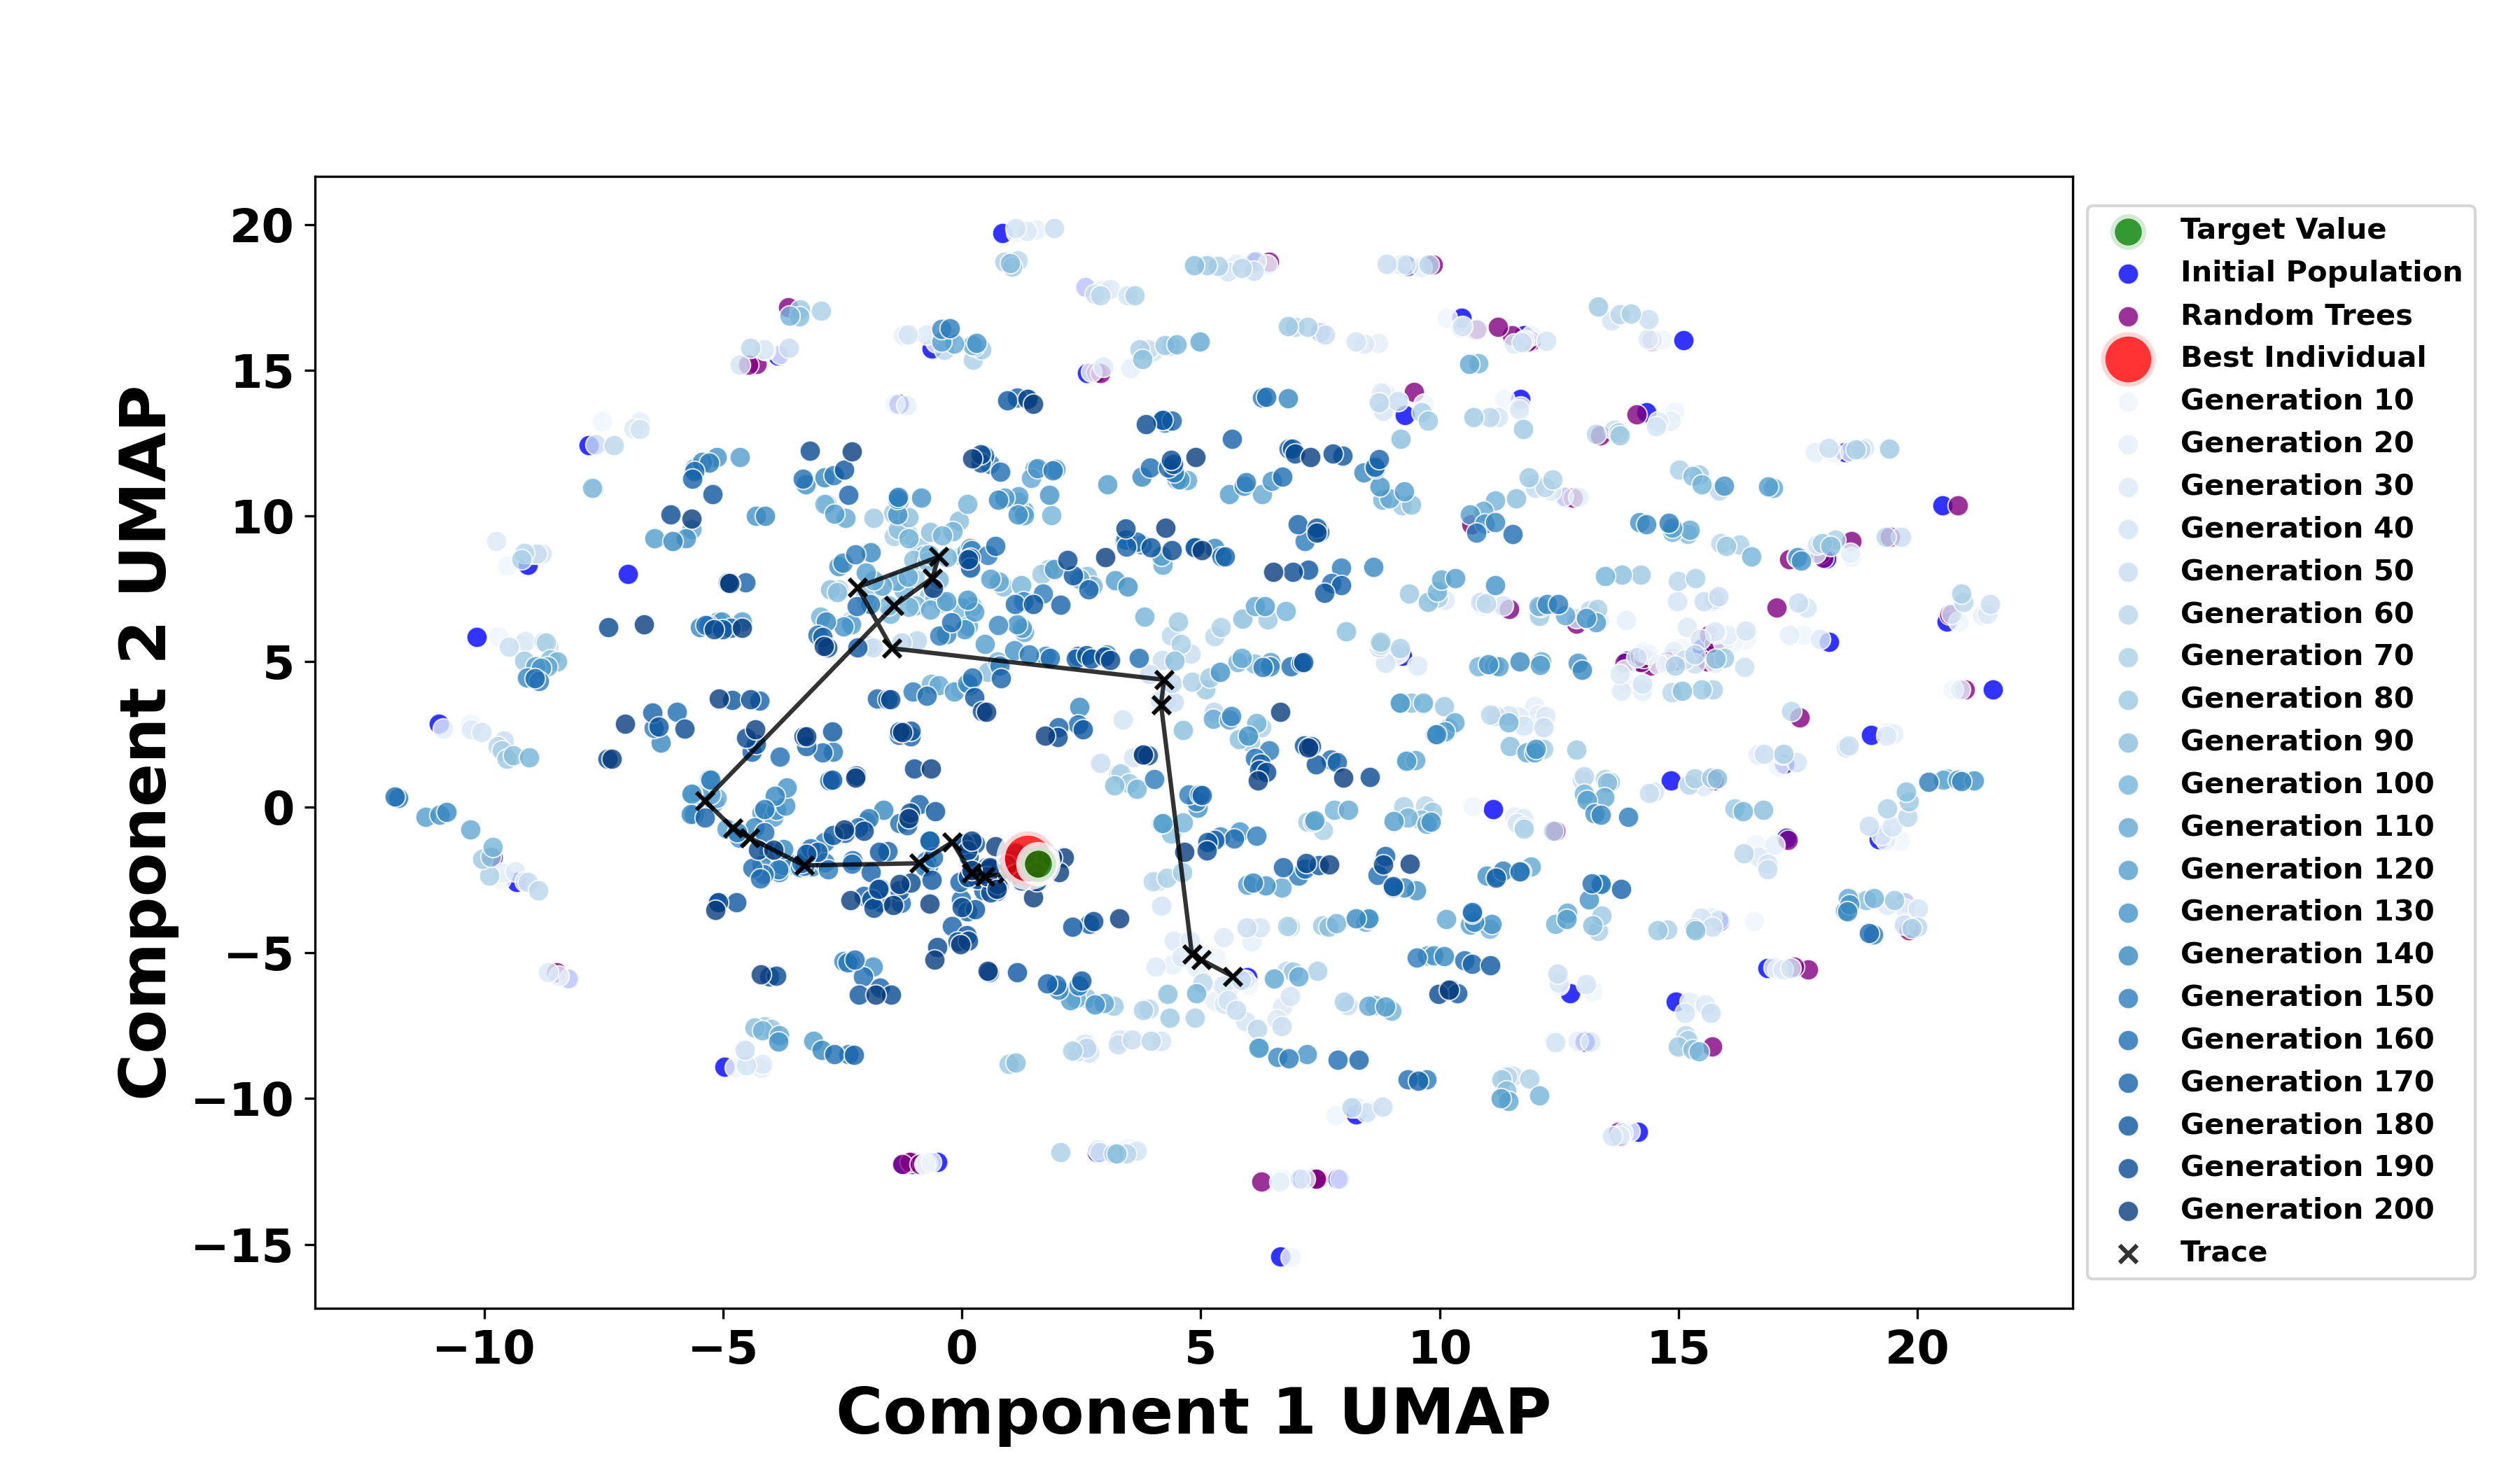 20
15
10
5
0
−5
−10
−15
Component 2 UMAP
−10
−5
0
5
10
15
20
Component 1 UMAP
Target Value
Initial Population
Random Trees
Best Individual
Generation 10
Generation 20
Generation 30
Generation 40
Generation 50
Generation 60
Generation 70
Generation 80
Generation 90
Generation 100
Generation 110
Generation 120
Generation 130
Generation 140
Generation 150
Generation 160
Generation 170
Generation 180
Generation 190
Generation 200
Trace